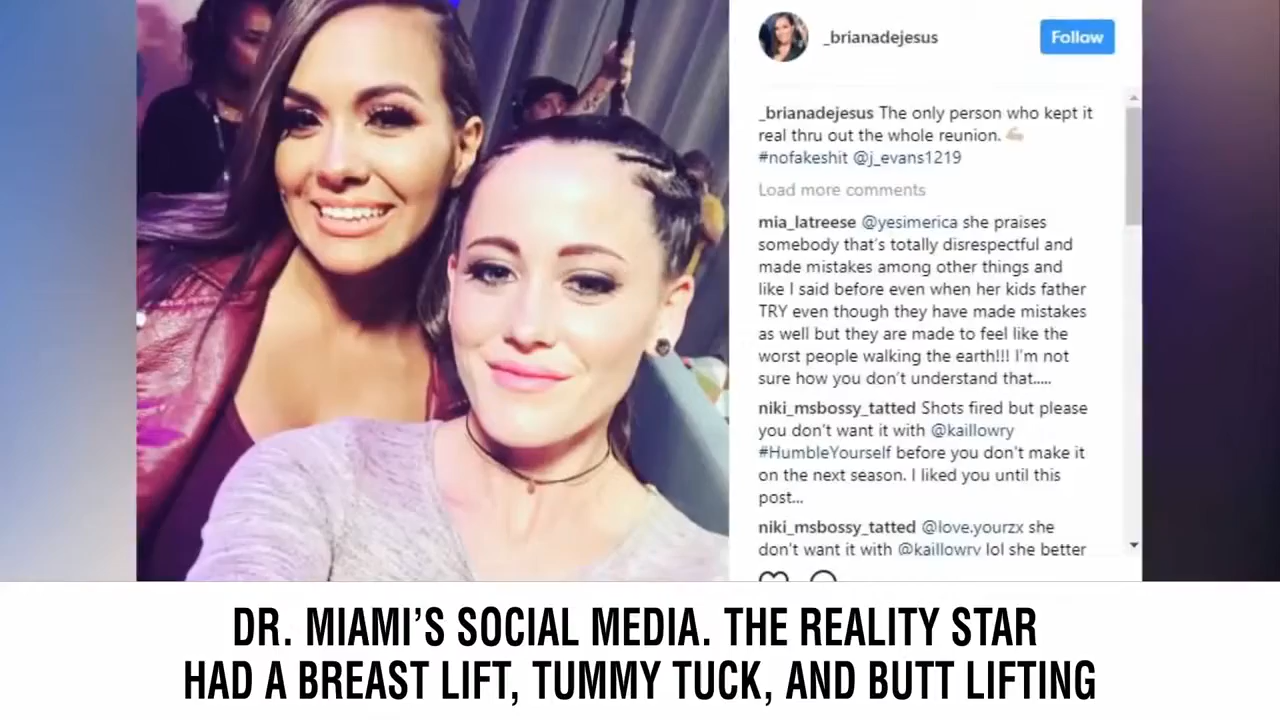 _brianadejesus
Follow
_brianadejesus The only person who kept it
real thru out the whole reunion. 💪🏼
#nofakeshit @j_evans1219
Load more comments
mia_latreese @yesimerica she praises
somebody that's totally disrespectful and
made mistakes among other things and
like I said before even when her kids father
TRY even though they have made mistakes
as well but they are made to feel like the
worst people walking the earth!!! I'm not
sure how you don't understand that.....
niki_msbossy_tatted Shots fired but please
you don't want it with @kaillowry
#HumbleYourself before you don't make it
on the next season. I liked you until this
post...
niki_msbossy_tatted @love.yourzx she
don't want it with @kaillowry lol she better
DR. MIAMI'S SOCIAL MEDIA. THE REALITY STAR
HAD A BREAST LIFT, TUMMY TUCK, AND BUTT LIFTING